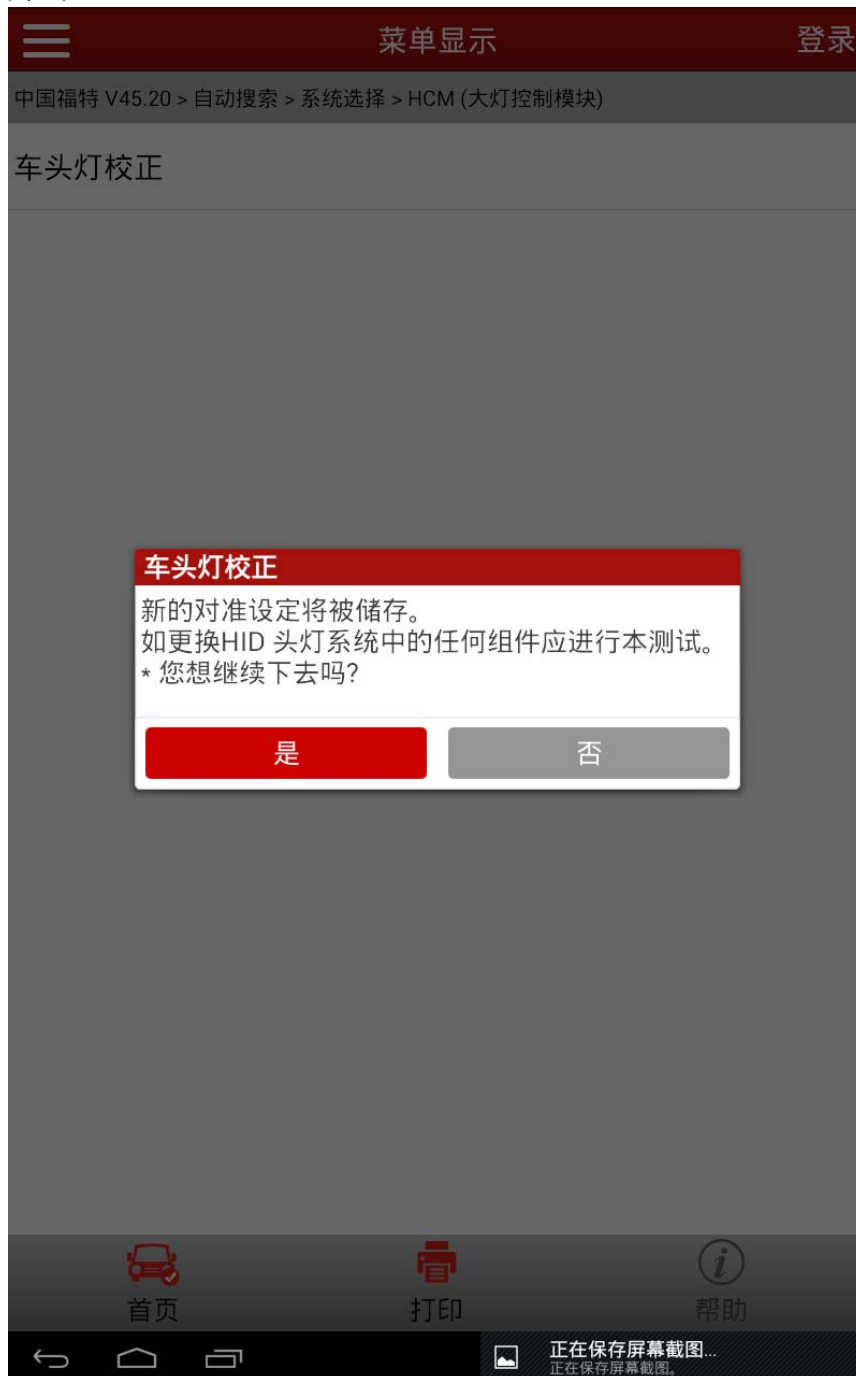 菜单显示
登录
中国福特 V45.20 > 自动搜索 > 系统选择 > HCM (大灯控制模块)
车头灯校正
车头灯校正
新的对准设定将被储存。
如更换HID 头灯系统中的任何组件应进行本测试。
* 您想继续下去吗?
是
否
首页
打印
帮助
正在保存屏幕截图...
正在保存屏幕截图。